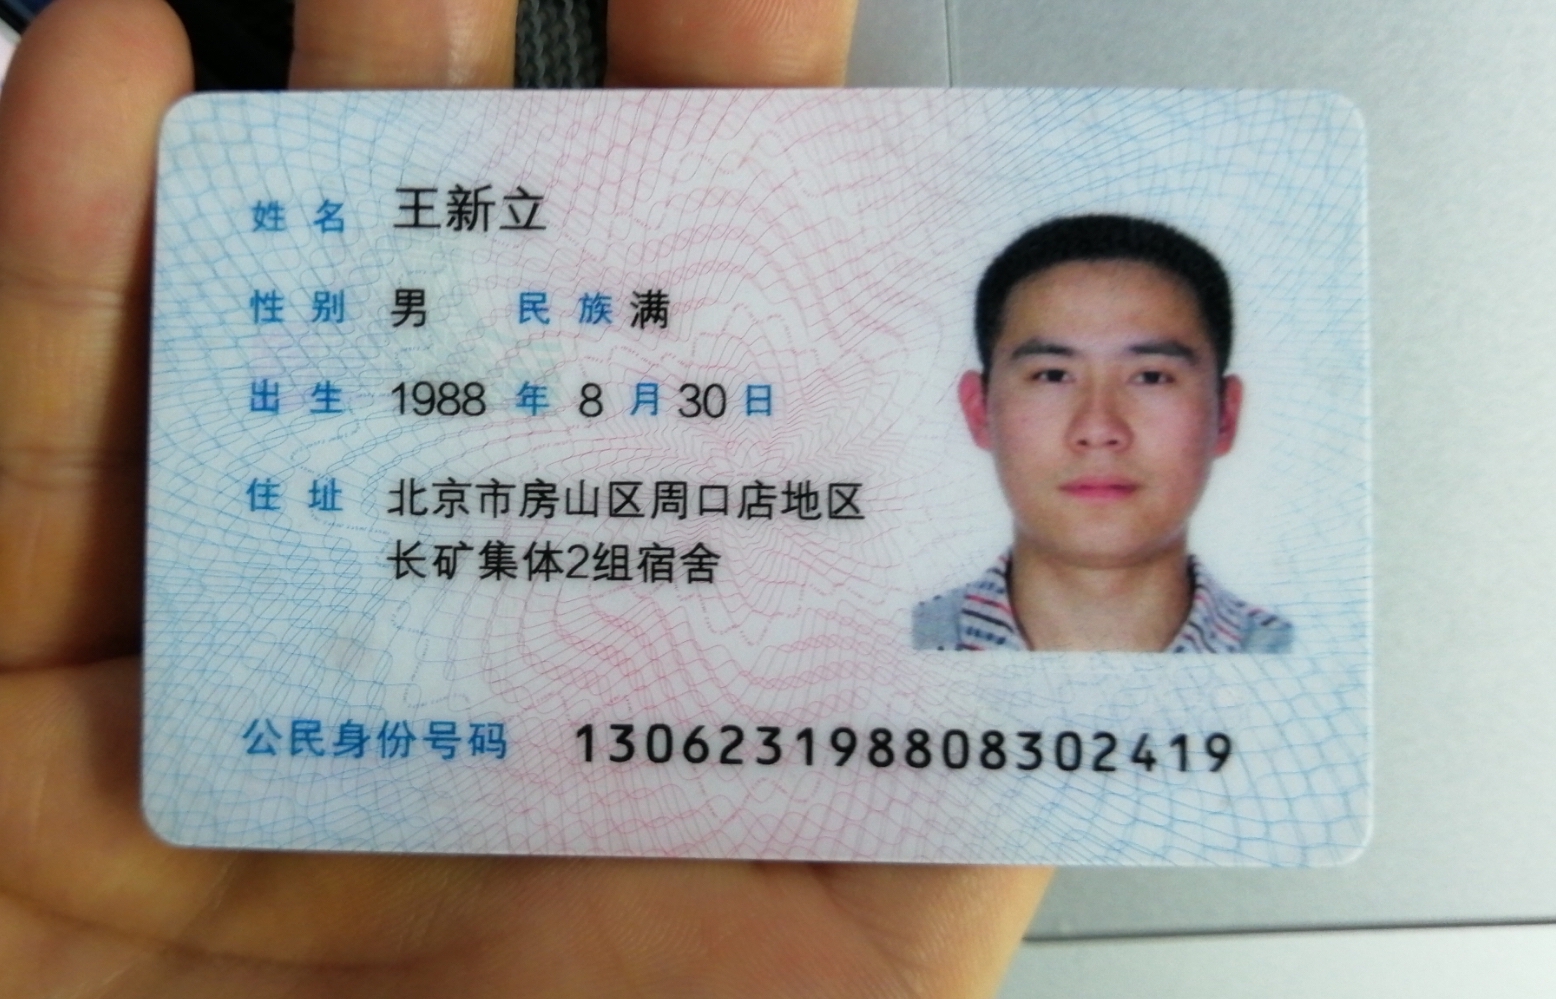 姓名 王新立
性别 男 民族 满
出生 1988 年 8 月 30 日
住址 北京市房山区周口店地区
长矿集体2组宿舍
公民身份号码 130623198808302419